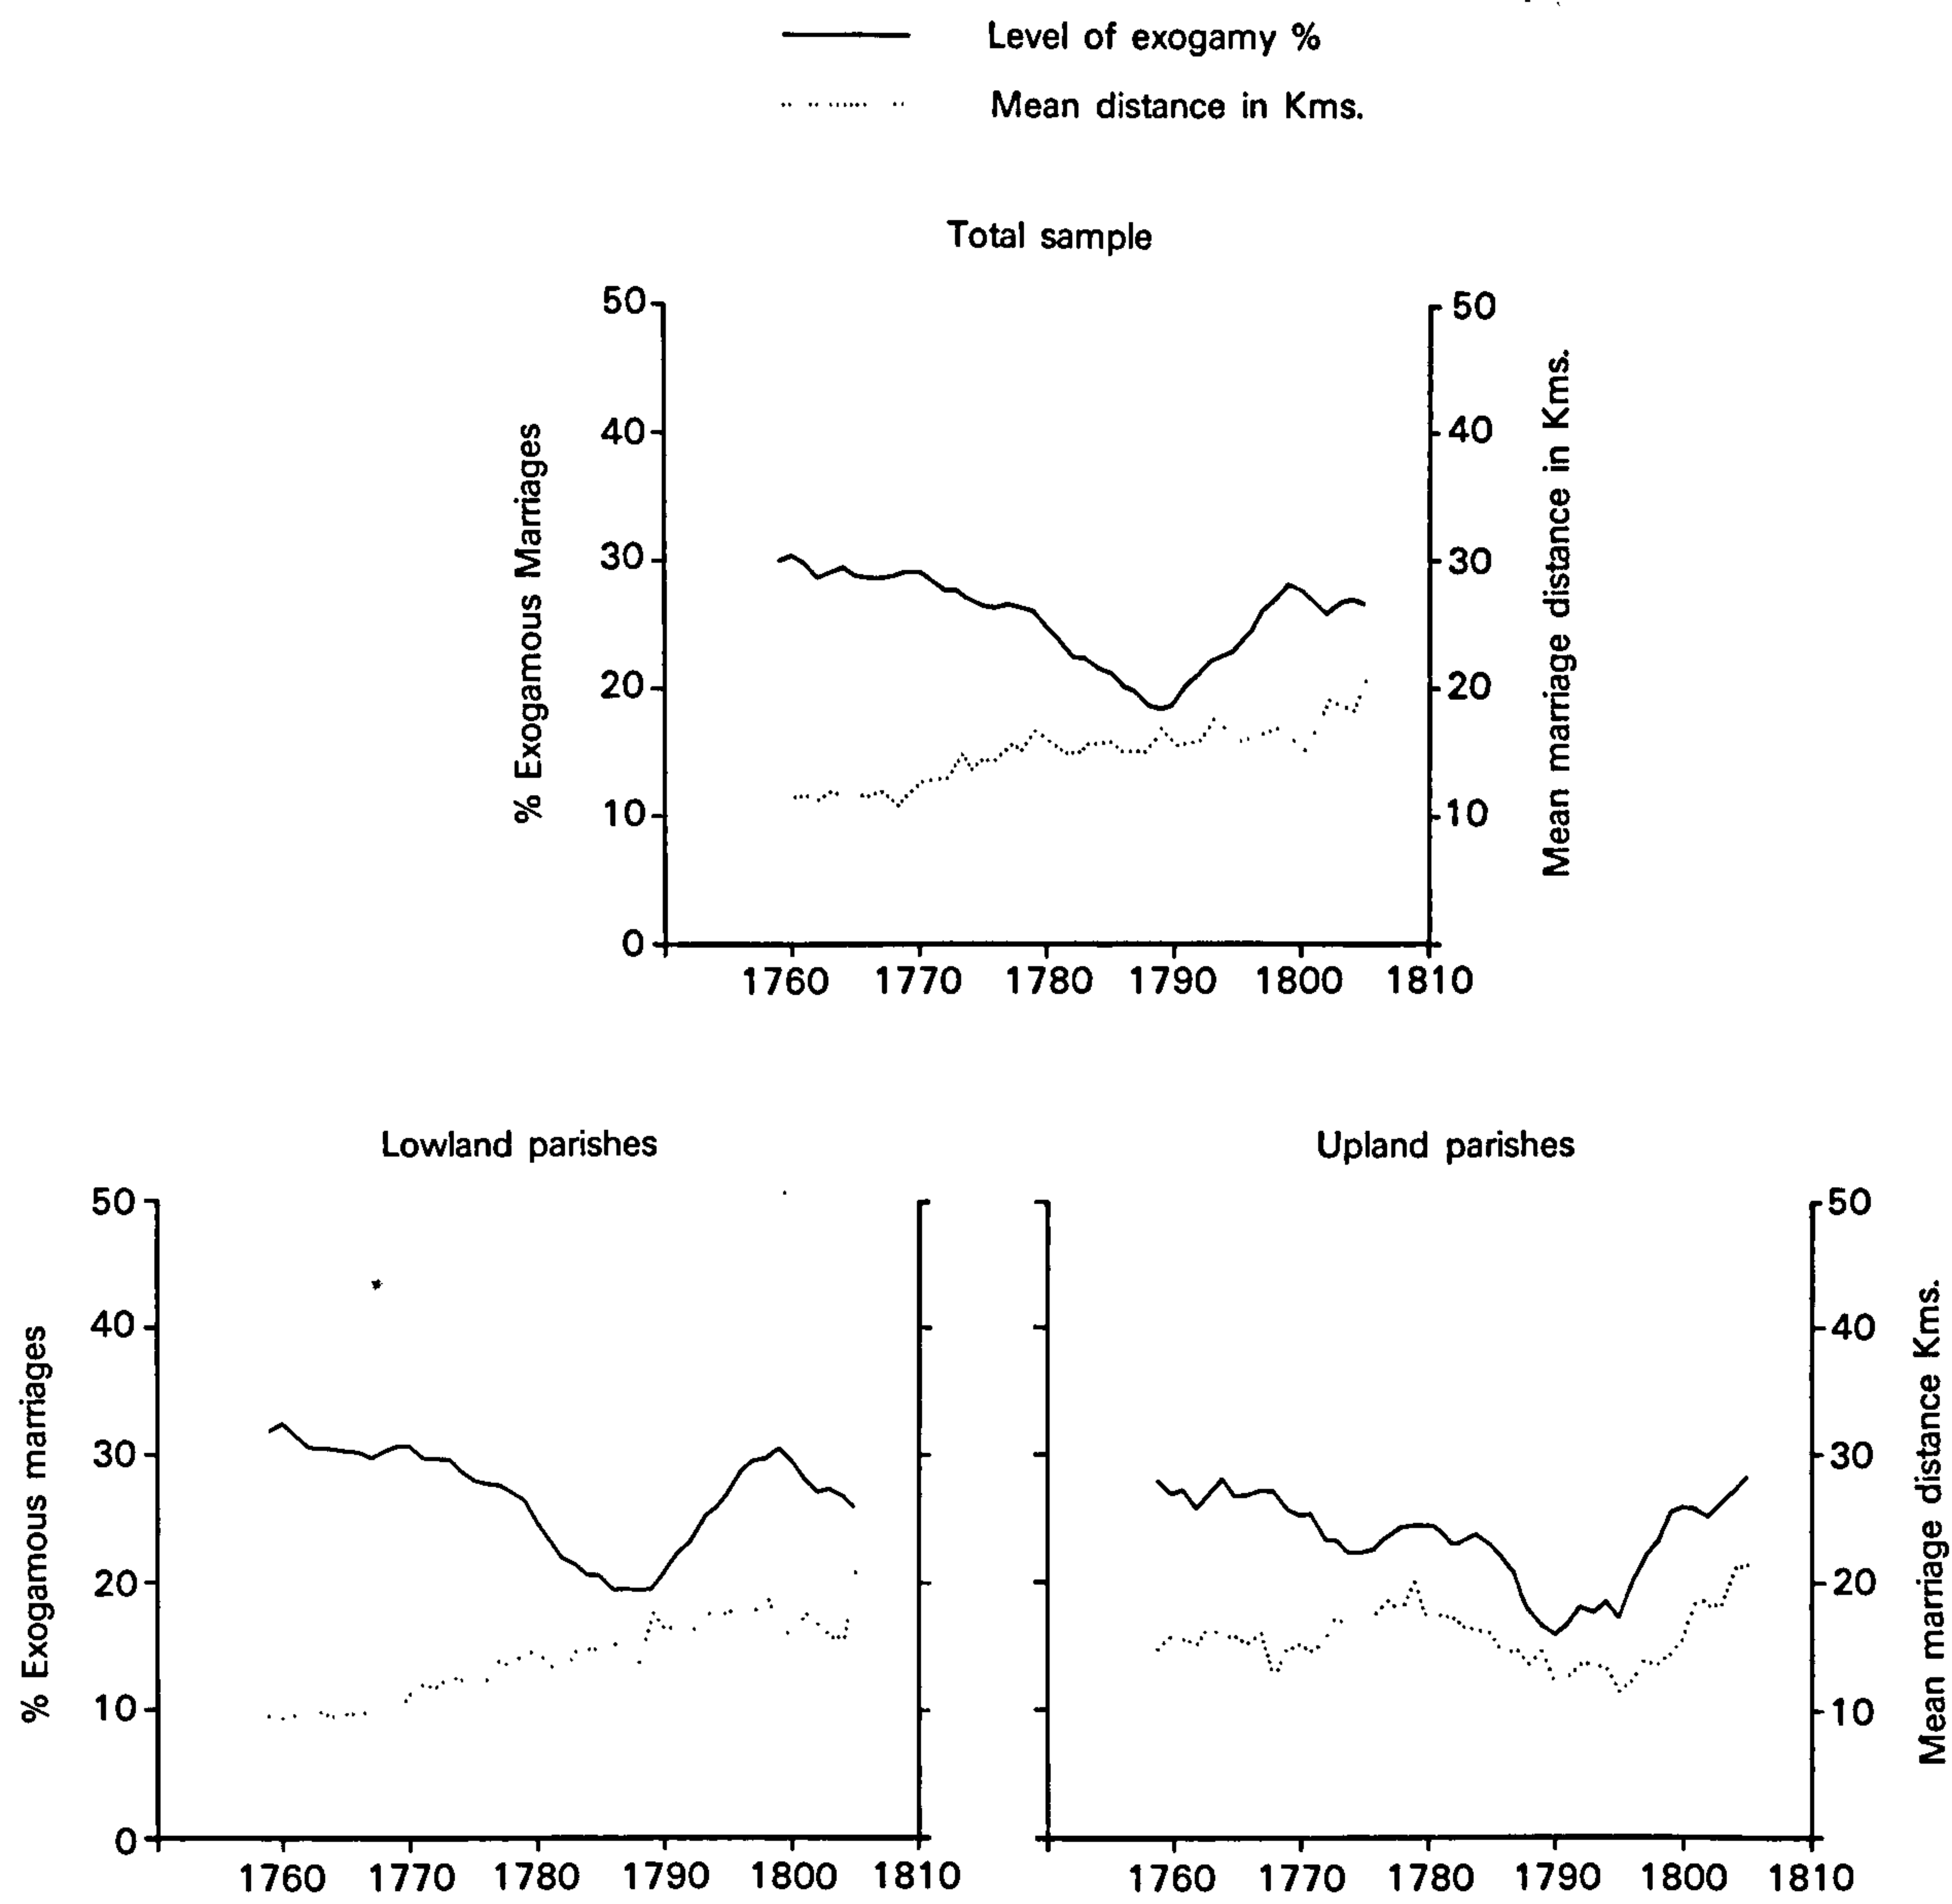 Level of exogamy %
Mean distance in Kms.
Total sample
50
40
30
20
10
0
% Exogamous Marriages
50
40
30
20
10
Mean marriage distance in Kms.
1760 1770 1780 1790 1800 1810
Lowland parishes
50
40
30
20
10
0
% Exogamous marriages
1760 1770 1780 1790 1800 1810
Upland parishes
50
40
30
20
10
Mean marriage distance Kms.
1760 1770 1780 1790 1800 1810